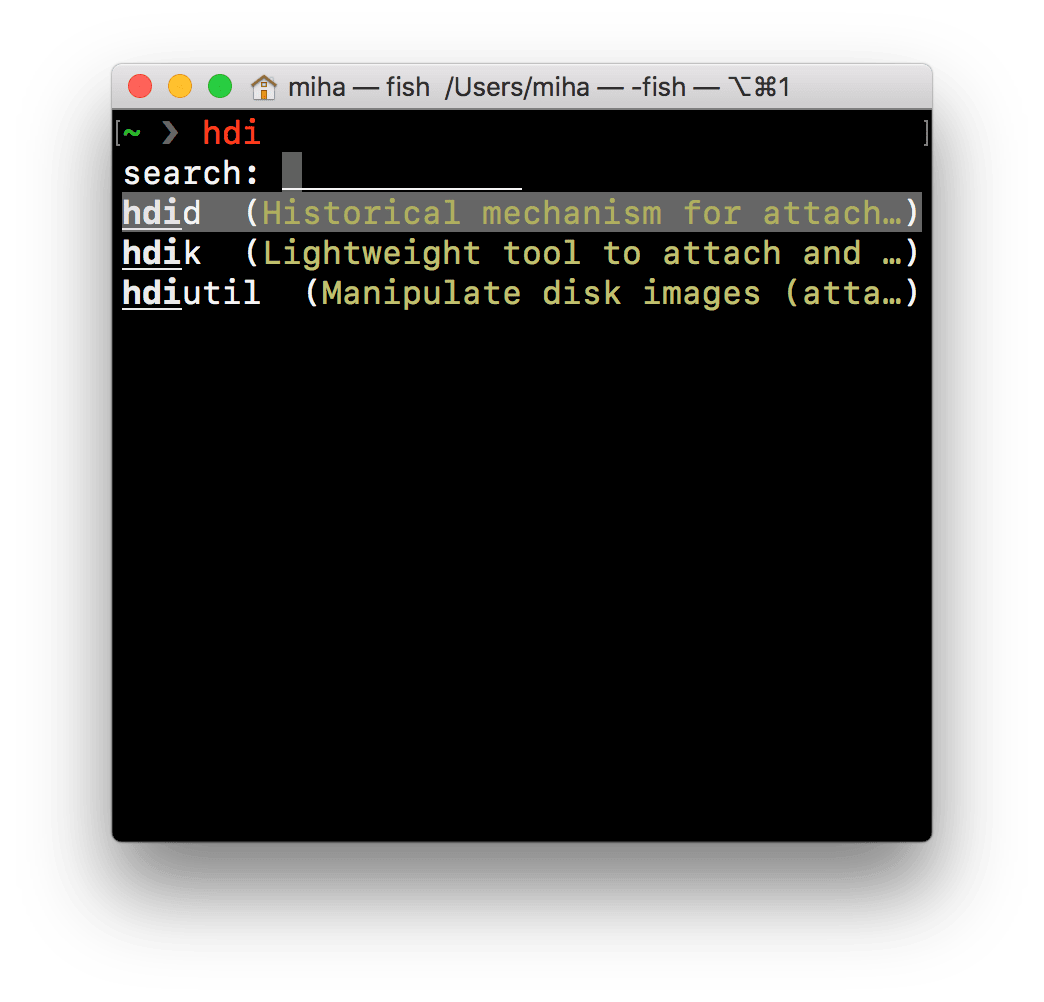 miha — fish /Users/miha — -fish — ⌥⌘1
[~ ❯ hdi ]
search:
hdid (Historical mechanism for attach…)
hdik (Lightweight tool to attach and …)
hdiutil (Manipulate disk images (atta…)